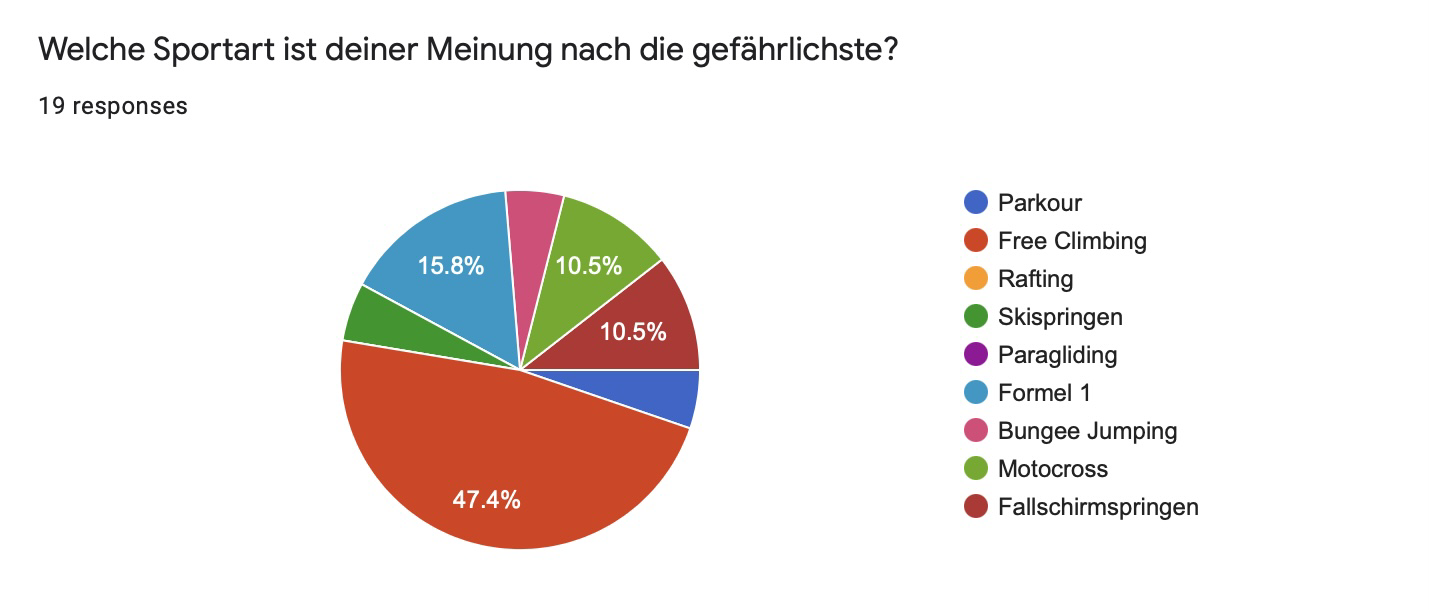 Welche Sportart ist deiner Meinung nach die gefährlichste?
19 responses
15.8%
10.5%
10.5%
47.4%
Parkour
Free Climbing
Rafting
Skispringen
Paragliding
Formel 1
Bungee Jumping
Motocross
Fallschirmspringen